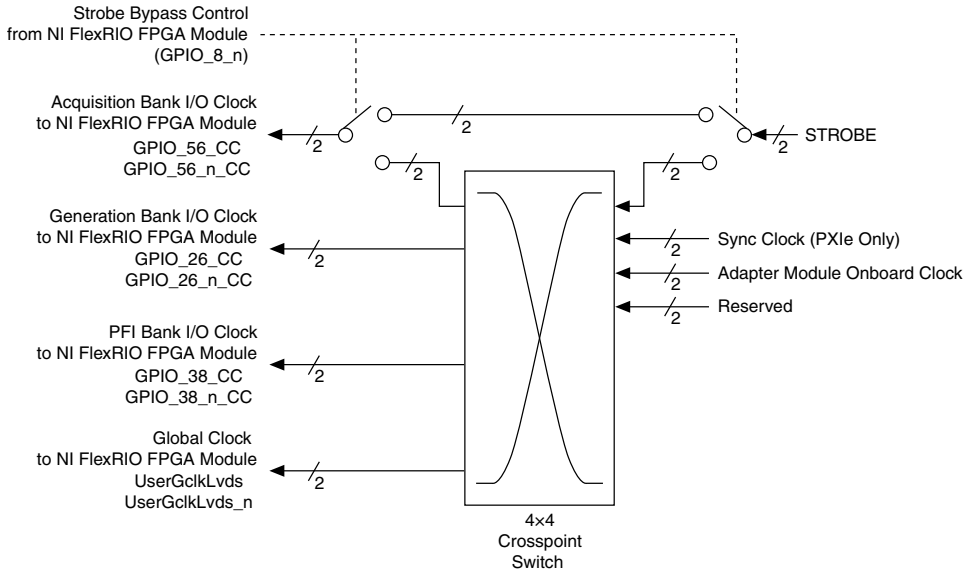 Strobe Bypass Control
from NI FlexRIO FPGA Module
(GPIO_8_n)
Acquisition Bank I/O Clock
to NI FlexRIO FPGA Module
GPIO_56_CC
GPIO_56_n_CC
2
2
2
STROBE
2
2
Generation Bank I/O Clock
to NI FlexRIO FPGA Module
GPIO_26_CC
GPIO_26_n_CC
2
2
Sync Clock (PXIe Only)
2
Adapter Module Onboard Clock
2
Reserved
PFI Bank I/O Clock
to NI FlexRIO FPGA Module
GPIO_38_CC
GPIO_38_n_CC
2
Global Clock
to NI FlexRIO FPGA Module
UserGclkLvds
UserGclkLvds_n
2
4×4
Crosspoint
Switch